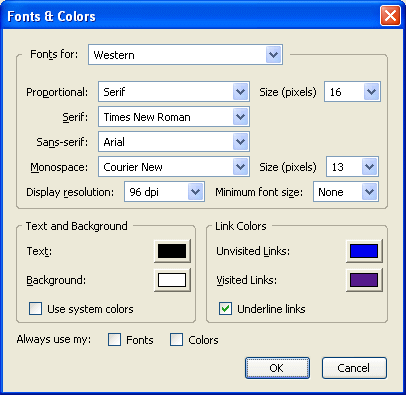 Fonts & Colors
Fonts for: Western
Proportional: Serif Size (pixels) 16
Serif: Times New Roman
Sans-serif: Arial
Monospace: Courier New Size (pixels) 13
Display resolution: 96 dpi Minimum font size: None
Text and Background Link Colors
Text: Unvisited Links:
Background: Visited Links:
Use system colors Underline links
Always use my: Fonts Colors
OK Cancel